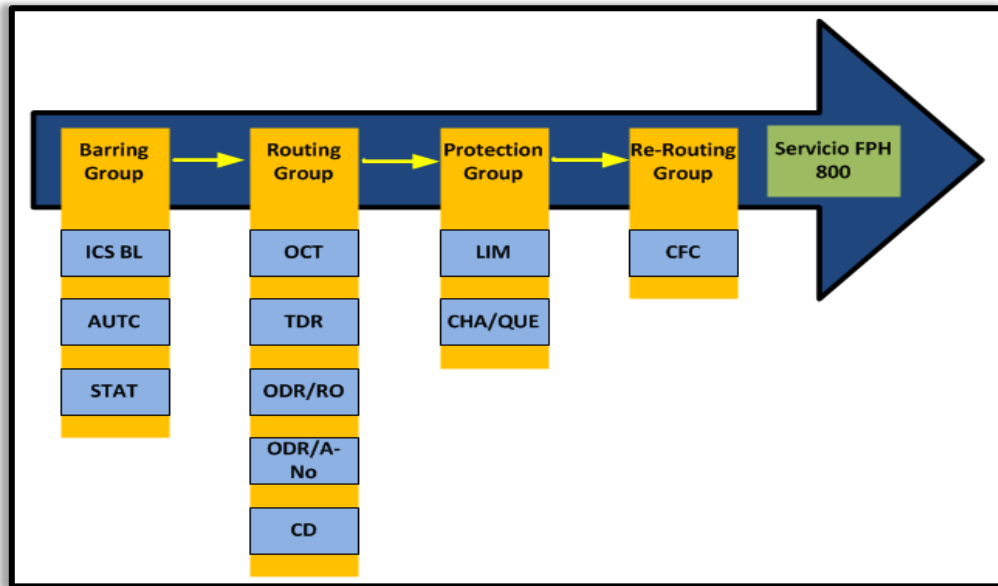 Barring
Group
Routing
Group
Protection
Group
Re-Routing
Group
Servicio FPH
800
ICS BL
AUTC
STAT
OCT
TDR
ODR/RO
ODR/A-
No
CD
LIM
CHA/QUE
CFC